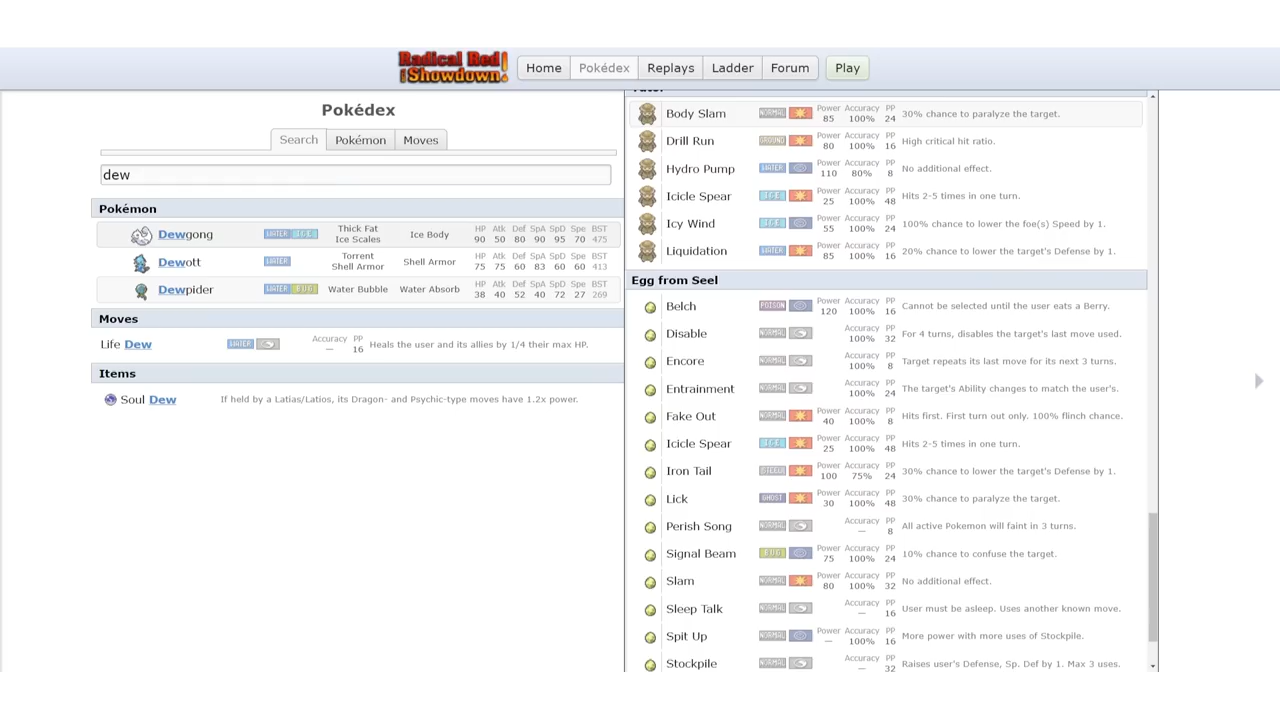 Radical Red!
Showdown!
Home
Pokédex
Replays
Ladder
Forum
Play
Pokédex
Search
Pokémon
Moves
dew
Pokémon
Dewgong WATER ICE Thick Fat Ice Scales Ice Body HP 90 Atk 50 Def 80 SpA 90 SpD 95 Spe 70 BST 475
Dewott WATER Torrent Shell Armor Shell Armor HP 75 Atk 75 Def 60 SpA 83 SpD 60 Spe 60 BST 413
Dewpider WATER BUG Water Bubble Water Absorb HP 38 Atk 40 Def 52 SpA 40 SpD 72 Spe 27 BST 269
Moves
Life Dew WATER Accuracy — PP 16 Heals the user and its allies by 1/4 their max HP.
Items
Soul Dew If held by a Latias/Latios, its Dragon- and Psychic-type moves have 1.2x power.
Body Slam NORMAL Power 85 Accuracy 100% PP 24 30% chance to paralyze the target.
Drill Run GROUND Power 80 Accuracy 100% PP 16 High critical hit ratio.
Hydro Pump WATER Power 110 Accuracy 80% PP 8 No additional effect.
Icicle Spear ICE Power 25 Accuracy 100% PP 48 Hits 2-5 times in one turn.
Icy Wind ICE Power 55 Accuracy 100% PP 24 100% chance to lower the foe(s) Speed by 1.
Liquidation WATER Power 85 Accuracy 100% PP 16 20% chance to lower the target's Defense by 1.
Egg from Seel
Belch POISON Power 120 Accuracy 100% PP 16 Cannot be selected until the user eats a Berry.
Disable NORMAL Accuracy 100% PP 32 For 4 turns, disables the target's last move used.
Encore NORMAL Accuracy 100% PP 8 Target repeats its last move for its next 3 turns.
Entrainment NORMAL Accuracy 100% PP 24 The target's Ability changes to match the user's.
Fake Out NORMAL Power 40 Accuracy 100% PP 8 Hits first. First turn out only. 100% flinch chance.
Icicle Spear ICE Power 25 Accuracy 100% PP 48 Hits 2-5 times in one turn.
Iron Tail STEEL Power 100 Accuracy 75% PP 24 30% chance to lower the target's Defense by 1.
Lick GHOST Power 30 Accuracy 100% PP 48 30% chance to paralyze the target.
Perish Song NORMAL Accuracy — PP 8 All active Pokemon will faint in 3 turns.
Signal Beam BUG Power 75 Accuracy 100% PP 24 10% chance to confuse the target.
Slam NORMAL Power 80 Accuracy 100% PP 32 No additional effect.
Sleep Talk NORMAL Accuracy — PP 16 User must be asleep. Uses another known move.
Spit Up NORMAL Power — Accuracy 100% PP 16 More power with more uses of Stockpile.
Stockpile NORMAL Accuracy — PP 32 Raises user's Defense, Sp. Def by 1. Max 3 uses.